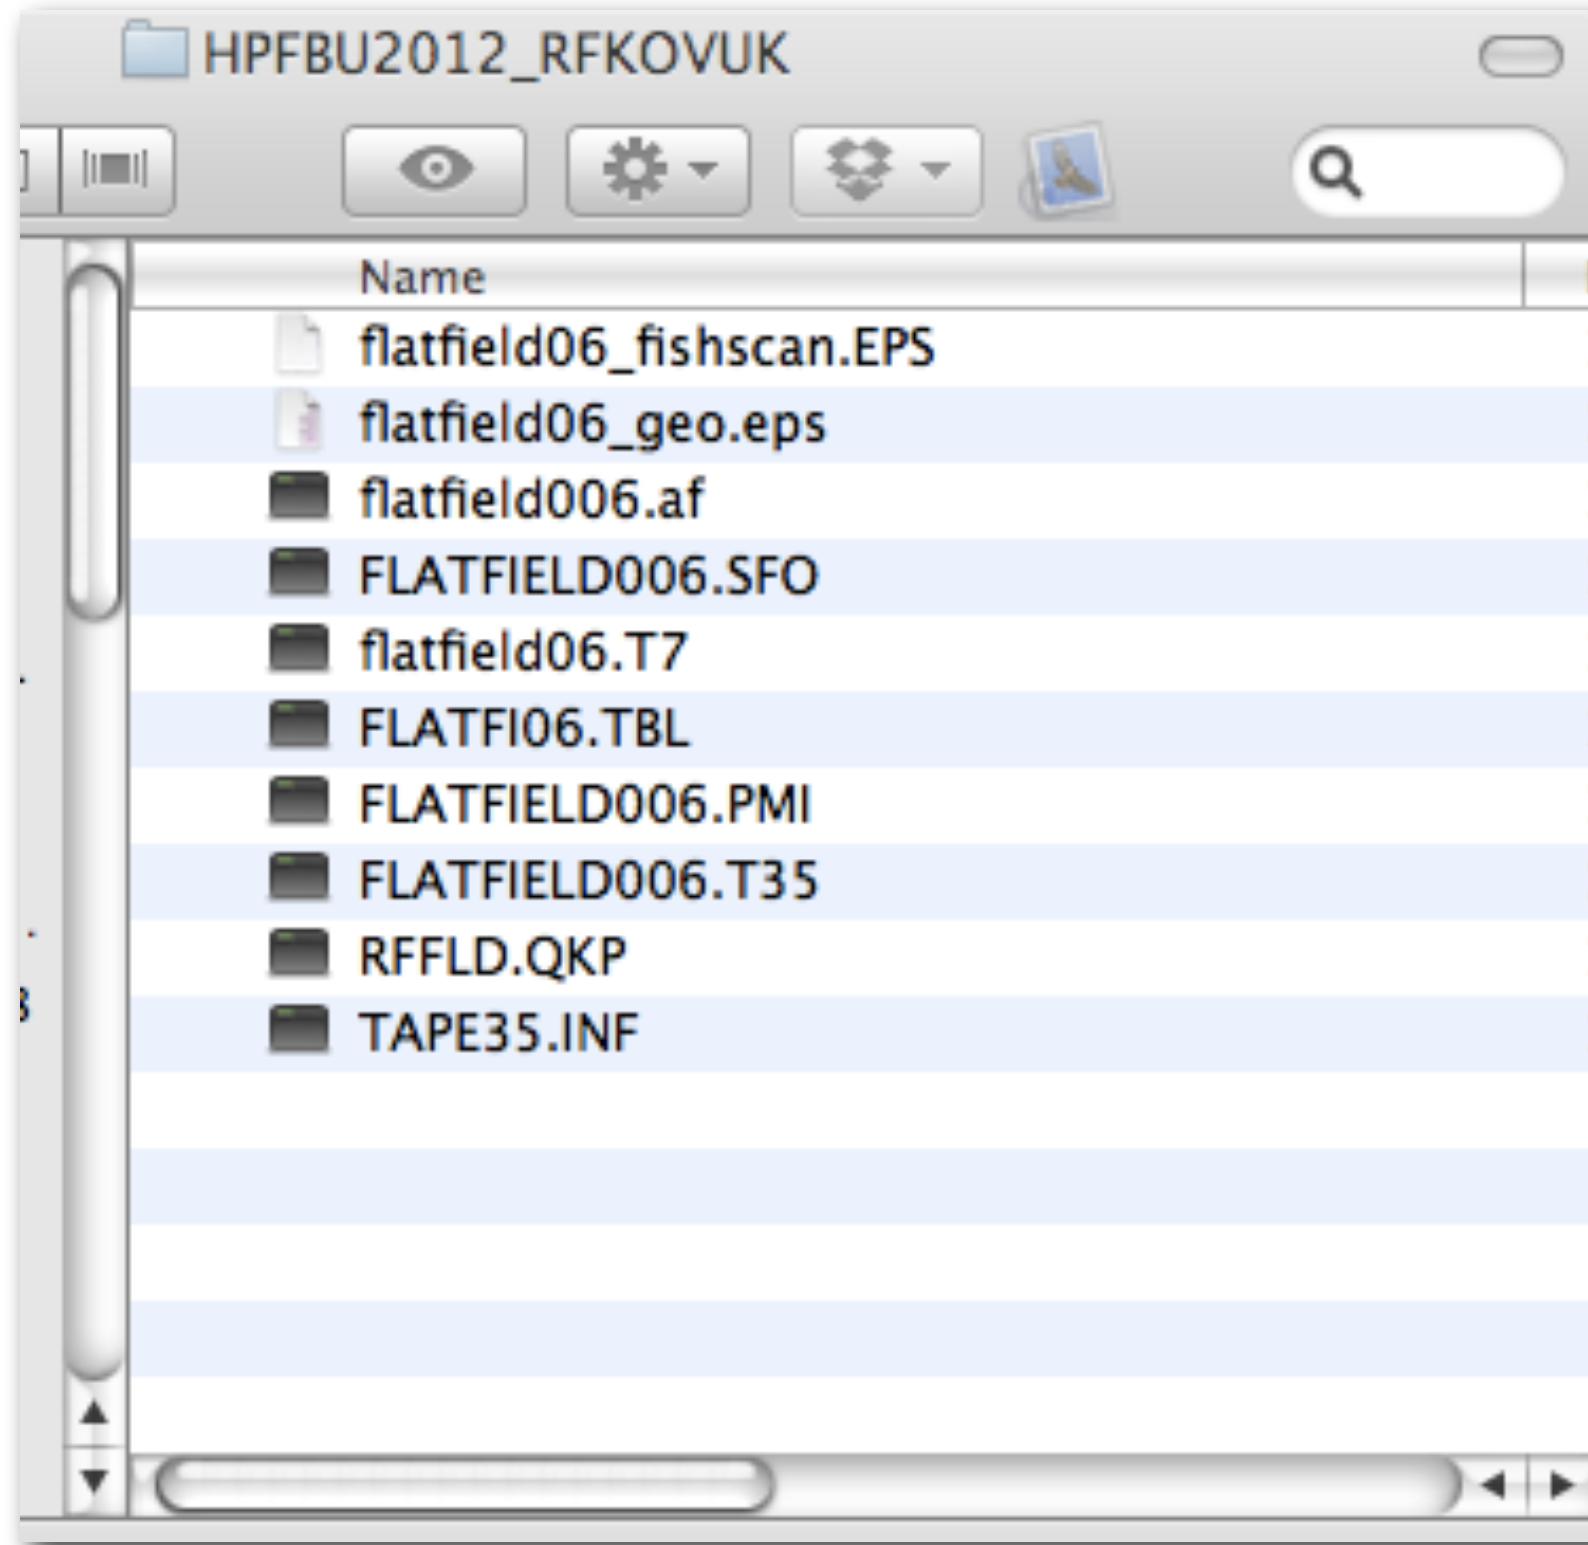 HPFBU2012_RFKOVUK
Name
flatfield06_fishscan.EPS
flatfield06_geo.eps
flatfield006.af
FLATFIELD006.SFO
flatfield06.T7
FLATFI06.TBL
FLATFIELD006.PMI
FLATFIELD006.T35
RFFLD.QKP
TAPE35.INF